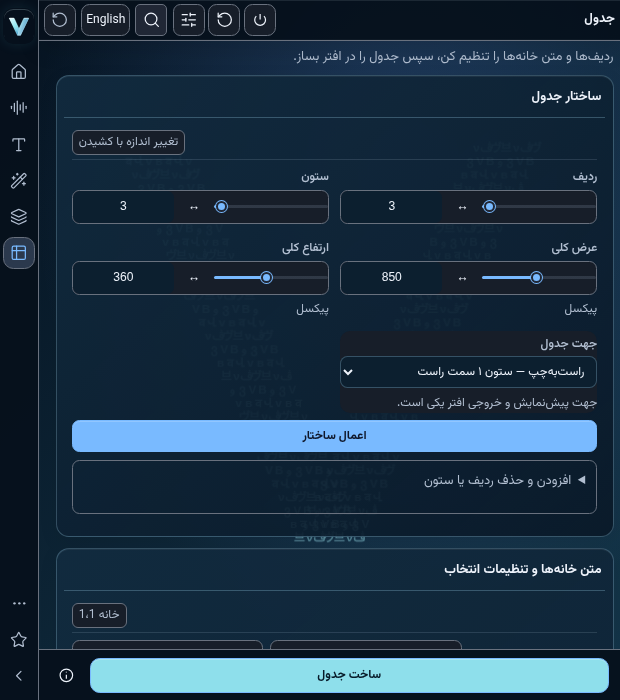 جدول
English
ردیف‌ها و متن خانه‌ها را تنظیم کن، سپس جدول را در افتر بساز.
ساختار جدول
تغییر اندازه با کشیدن
ردیف
ستون
3
↔
3
↔
عرض کلی
ارتفاع کلی
850
↔
360
↔
پیکسل
پیکسل
جهت جدول
راست‌به‌چپ — ستون ۱ سمت راست
جهت پیش‌نمایش و خروجی افتر یکی است.
اعمال ساختار
افزودن و حذف ردیف یا ستون
متن خانه‌ها و تنظیمات انتخاب
خانه 1،1
ساخت جدول